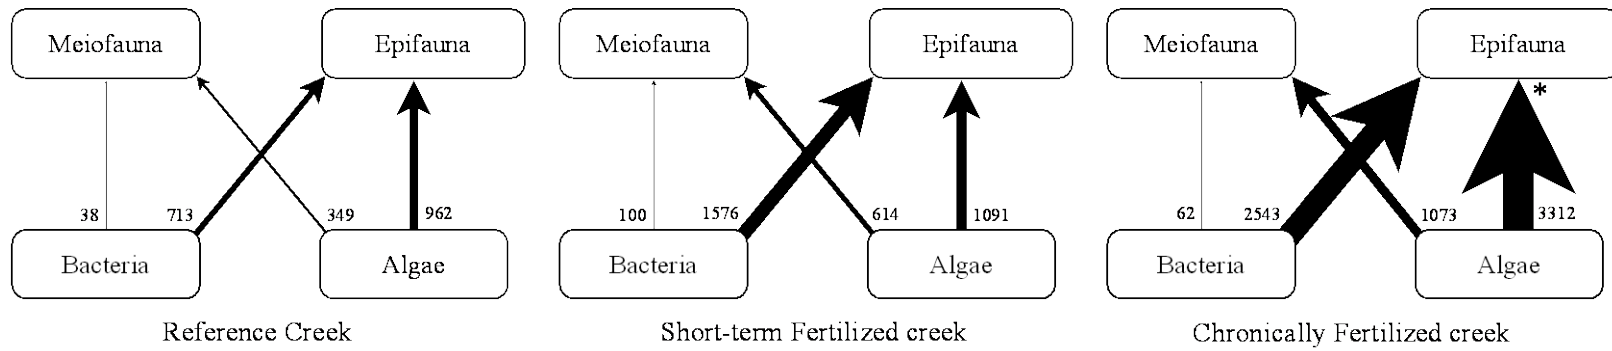 Meiofauna Epifauna Meiofauna Epifauna Meiofauna Epifauna
*
38 713 349 962 100 1576 614 1091 62 2543 1073 3312
Bacteria Algae Bacteria Algae Bacteria Algae
Reference Creek Short-term Fertilized creek Chronically Fertilized creek